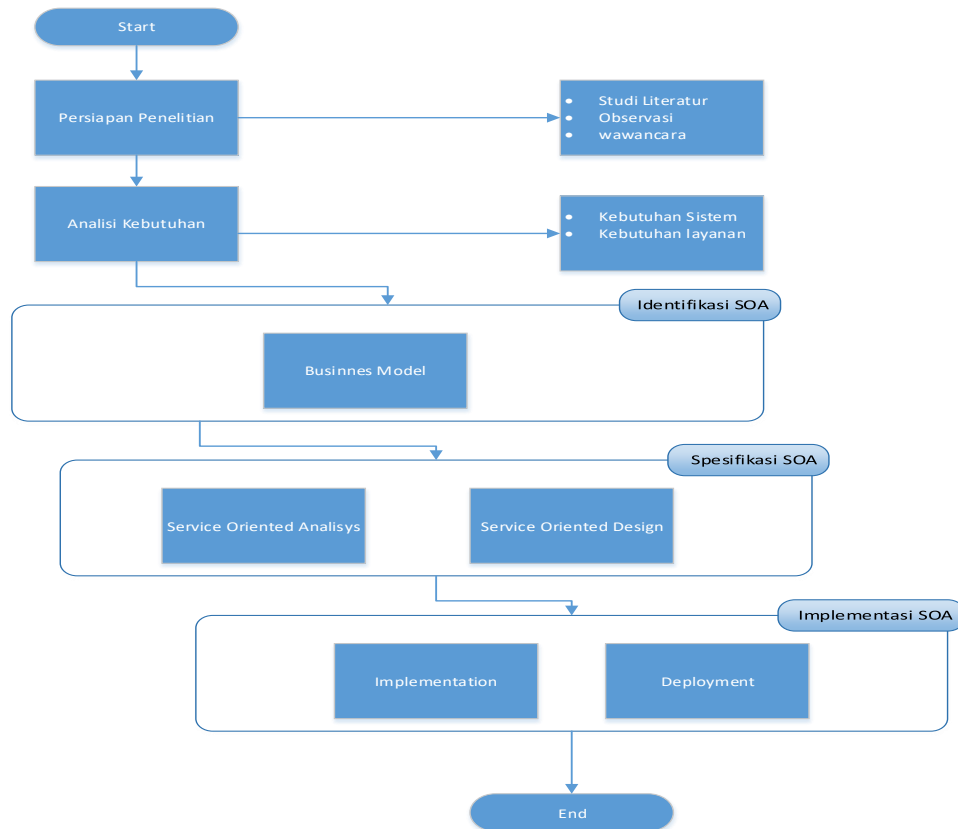 Start
Persiapan Penelitian
• Studi Literatur
• Observasi
• wawancara
Analisi Kebutuhan
• Kebutuhan Sistem
• Kebutuhan layanan
Identifikasi SOA
Businnes Model
Spesifikasi SOA
Service Oriented Analisys
Service Oriented Design
Implementasi SOA
Implementation
Deployment
End